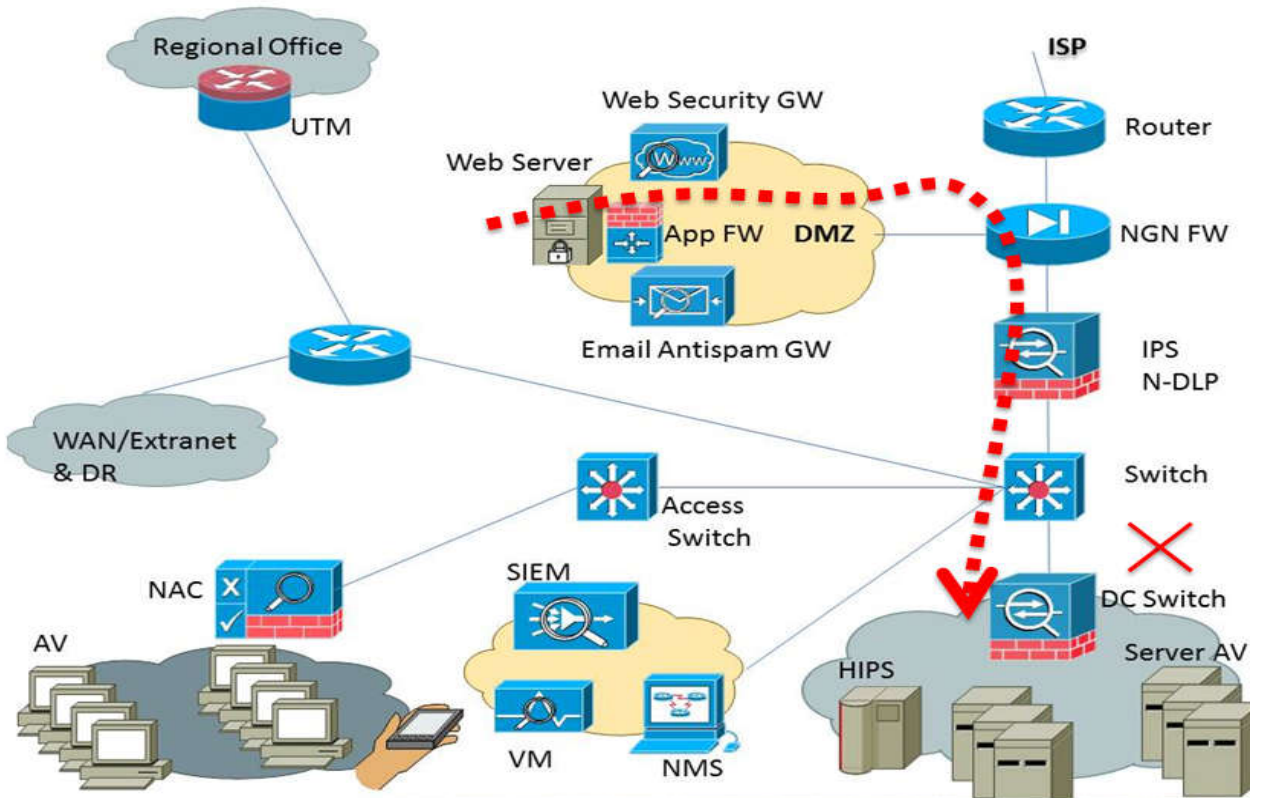 Regional Office
UTM
ISP
Web Security GW
Router
Web Server
Www
App FW
DMZ
NGN FW
Email Antispam GW
IPS
N-DLP
WAN/Extranet
& DR
Switch
Access
Switch
NAC
X
SIEM
DC Switch
AV
HIPS
Server AV
VM
NMS